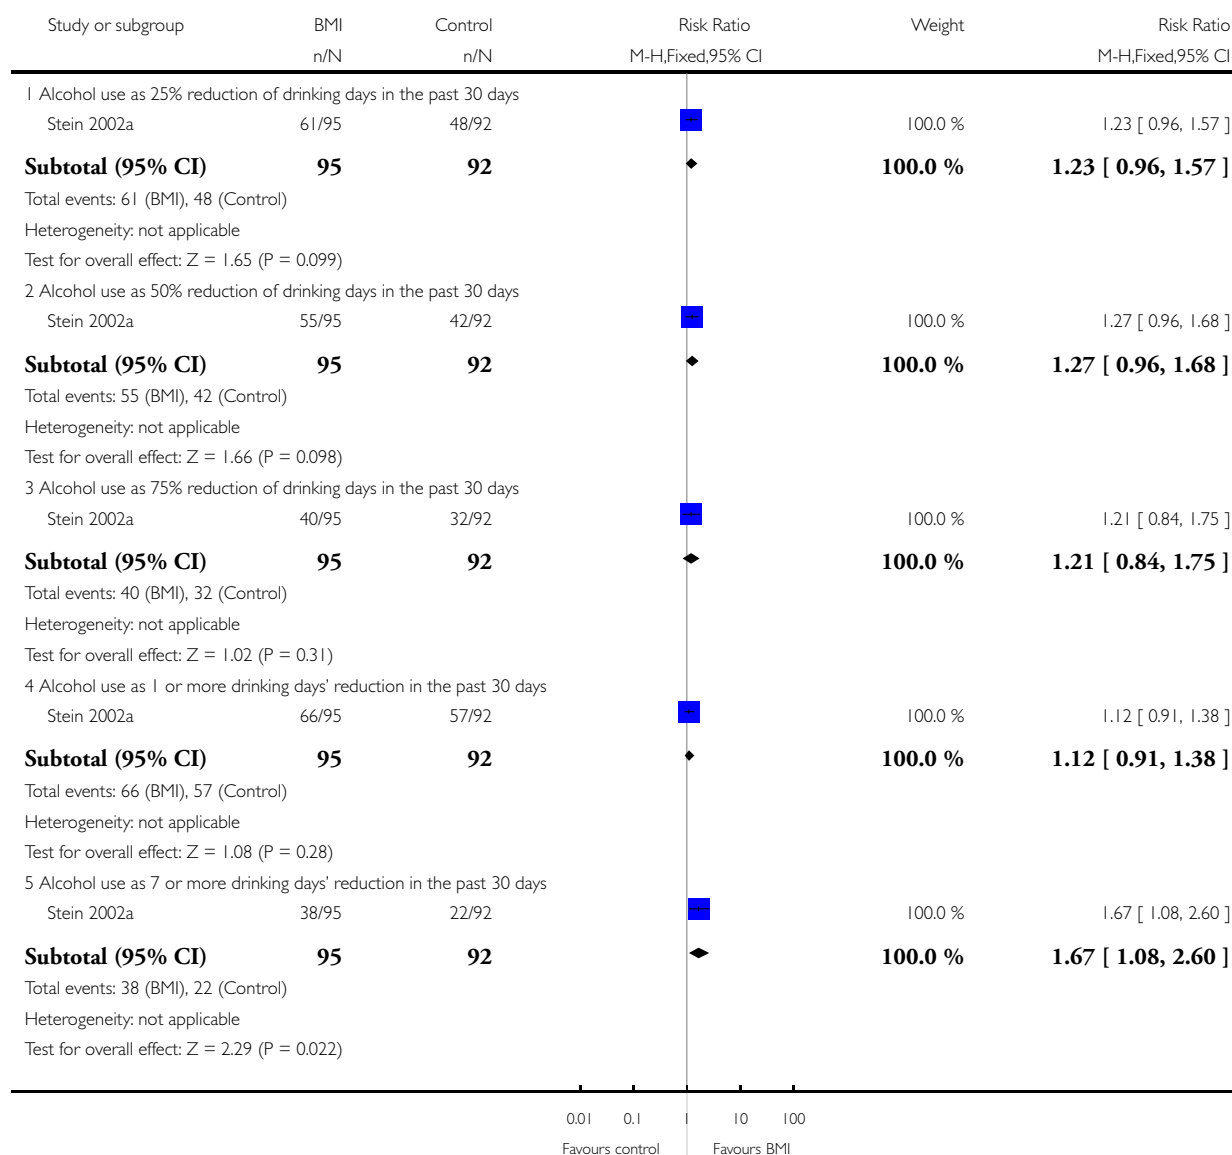 Study or subgroup BMI Control Risk Ratio Weight Risk Ratio
n/N n/N M-H,Fixed,95% CI M-H,Fixed,95% CI
1 Alcohol use as 25% reduction of drinking days in the past 30 days
Stein 2002a 61/95 48/92 100.0 % 1.23 [ 0.96, 1.57 ]
Subtotal (95% CI) 95 92 100.0 % 1.23 [ 0.96, 1.57 ]
Total events: 61 (BMI), 48 (Control)
Heterogeneity: not applicable
Test for overall effect: Z = 1.65 (P = 0.099)
2 Alcohol use as 50% reduction of drinking days in the past 30 days
Stein 2002a 55/95 42/92 100.0 % 1.27 [ 0.96, 1.68 ]
Subtotal (95% CI) 95 92 100.0 % 1.27 [ 0.96, 1.68 ]
Total events: 55 (BMI), 42 (Control)
Heterogeneity: not applicable
Test for overall effect: Z = 1.66 (P = 0.098)
3 Alcohol use as 75% reduction of drinking days in the past 30 days
Stein 2002a 40/95 32/92 100.0 % 1.21 [ 0.84, 1.75 ]
Subtotal (95% CI) 95 92 100.0 % 1.21 [ 0.84, 1.75 ]
Total events: 40 (BMI), 32 (Control)
Heterogeneity: not applicable
Test for overall effect: Z = 1.02 (P = 0.31)
4 Alcohol use as 1 or more drinking days' reduction in the past 30 days
Stein 2002a 66/95 57/92 100.0 % 1.12 [ 0.91, 1.38 ]
Subtotal (95% CI) 95 92 100.0 % 1.12 [ 0.91, 1.38 ]
Total events: 66 (BMI), 57 (Control)
Heterogeneity: not applicable
Test for overall effect: Z = 1.08 (P = 0.28)
5 Alcohol use as 7 or more drinking days' reduction in the past 30 days
Stein 2002a 38/95 22/92 100.0 % 1.67 [ 1.08, 2.60 ]
Subtotal (95% CI) 95 92 100.0 % 1.67 [ 1.08, 2.60 ]
Total events: 38 (BMI), 22 (Control)
Heterogeneity: not applicable
Test for overall effect: Z = 2.29 (P = 0.022)
0.01 0.1 1 10 100
Favours control Favours BMI